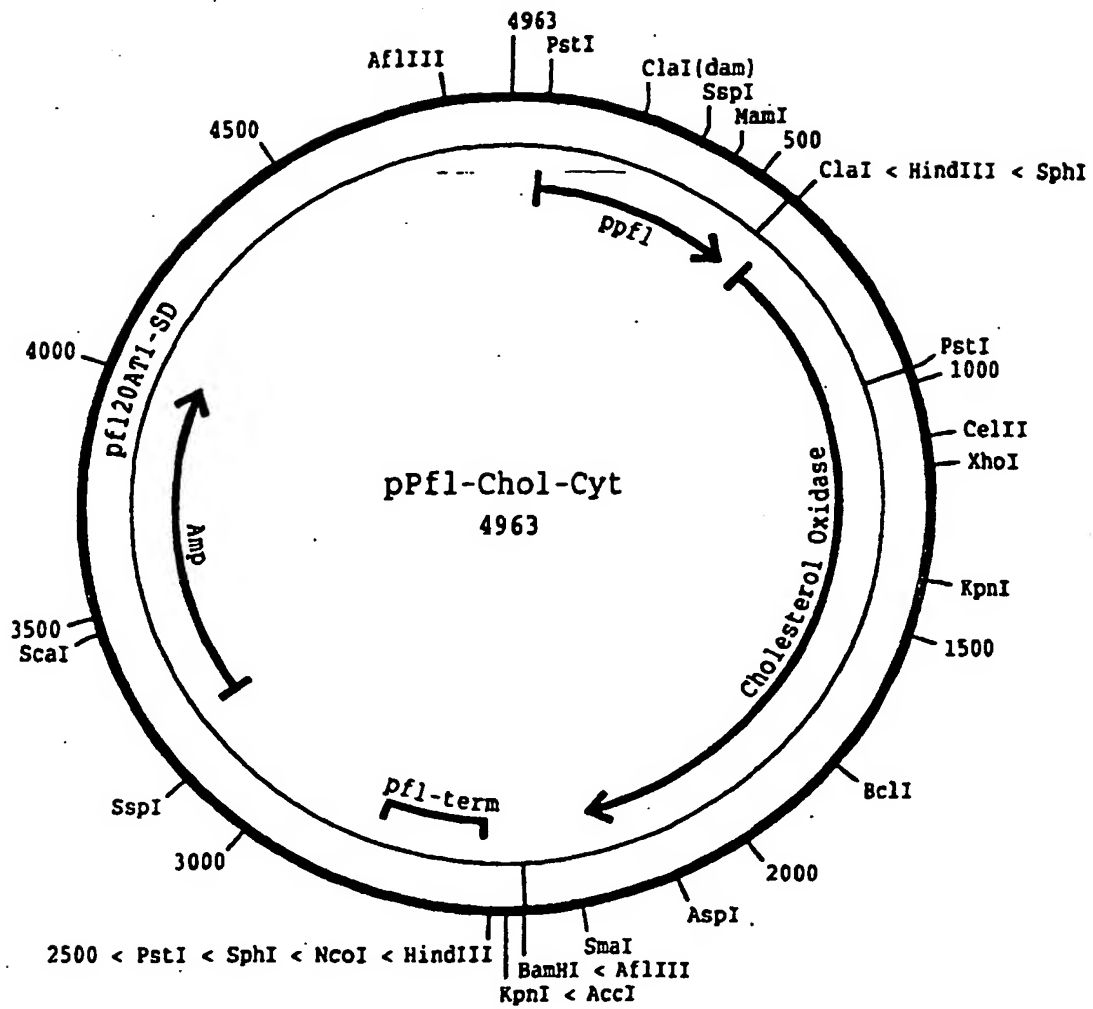 4963
PstI
AflIII
ClaI(dam)
SspI
MamI
4500
500
ClaI < HindIII < SphI
ppfl
pfl20AT1-SD
4000
PstI
1000
CelII
XhoI
pPfl-Chol-Cyt
4963
Cholesterol Oxidase
Amp
KpnI
3500
ScaI
1500
pfl-term
SspI
BclI
3000
2000
AspI
2500 < PstI < SphI < NcoI < HindIII
SmaI
BamHI < AflIII
KpnI < AccI